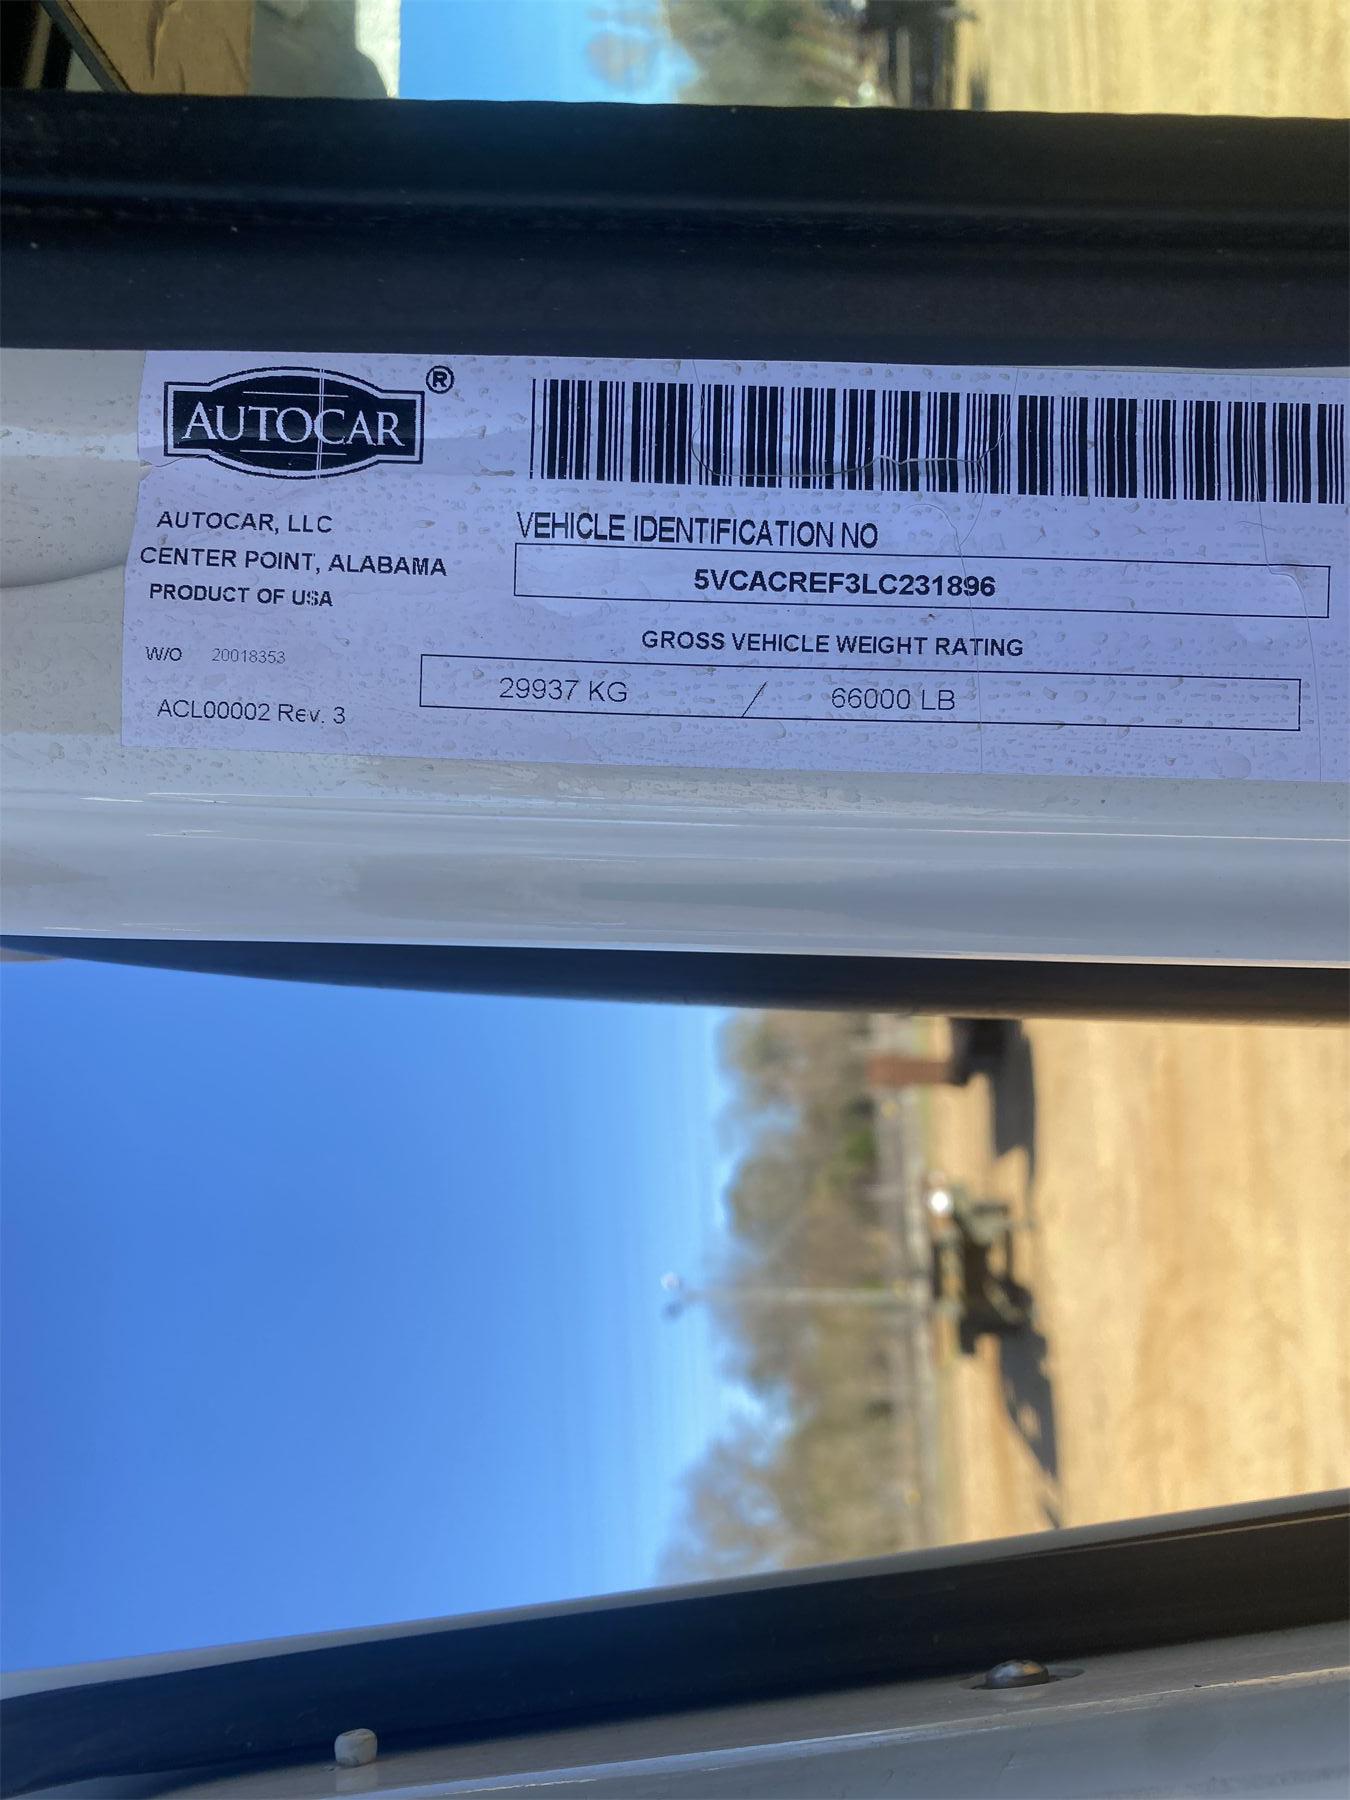 AUTOCAR ®
AUTOCAR, LLC
CENTER POINT, ALABAMA
PRODUCT OF USA
W/O 20018353
ACL00002 Rev. 3
VEHICLE IDENTIFICATION NO
5VCACREF3LC231896
GROSS VEHICLE WEIGHT RATING
29937 KG / 66000 LB